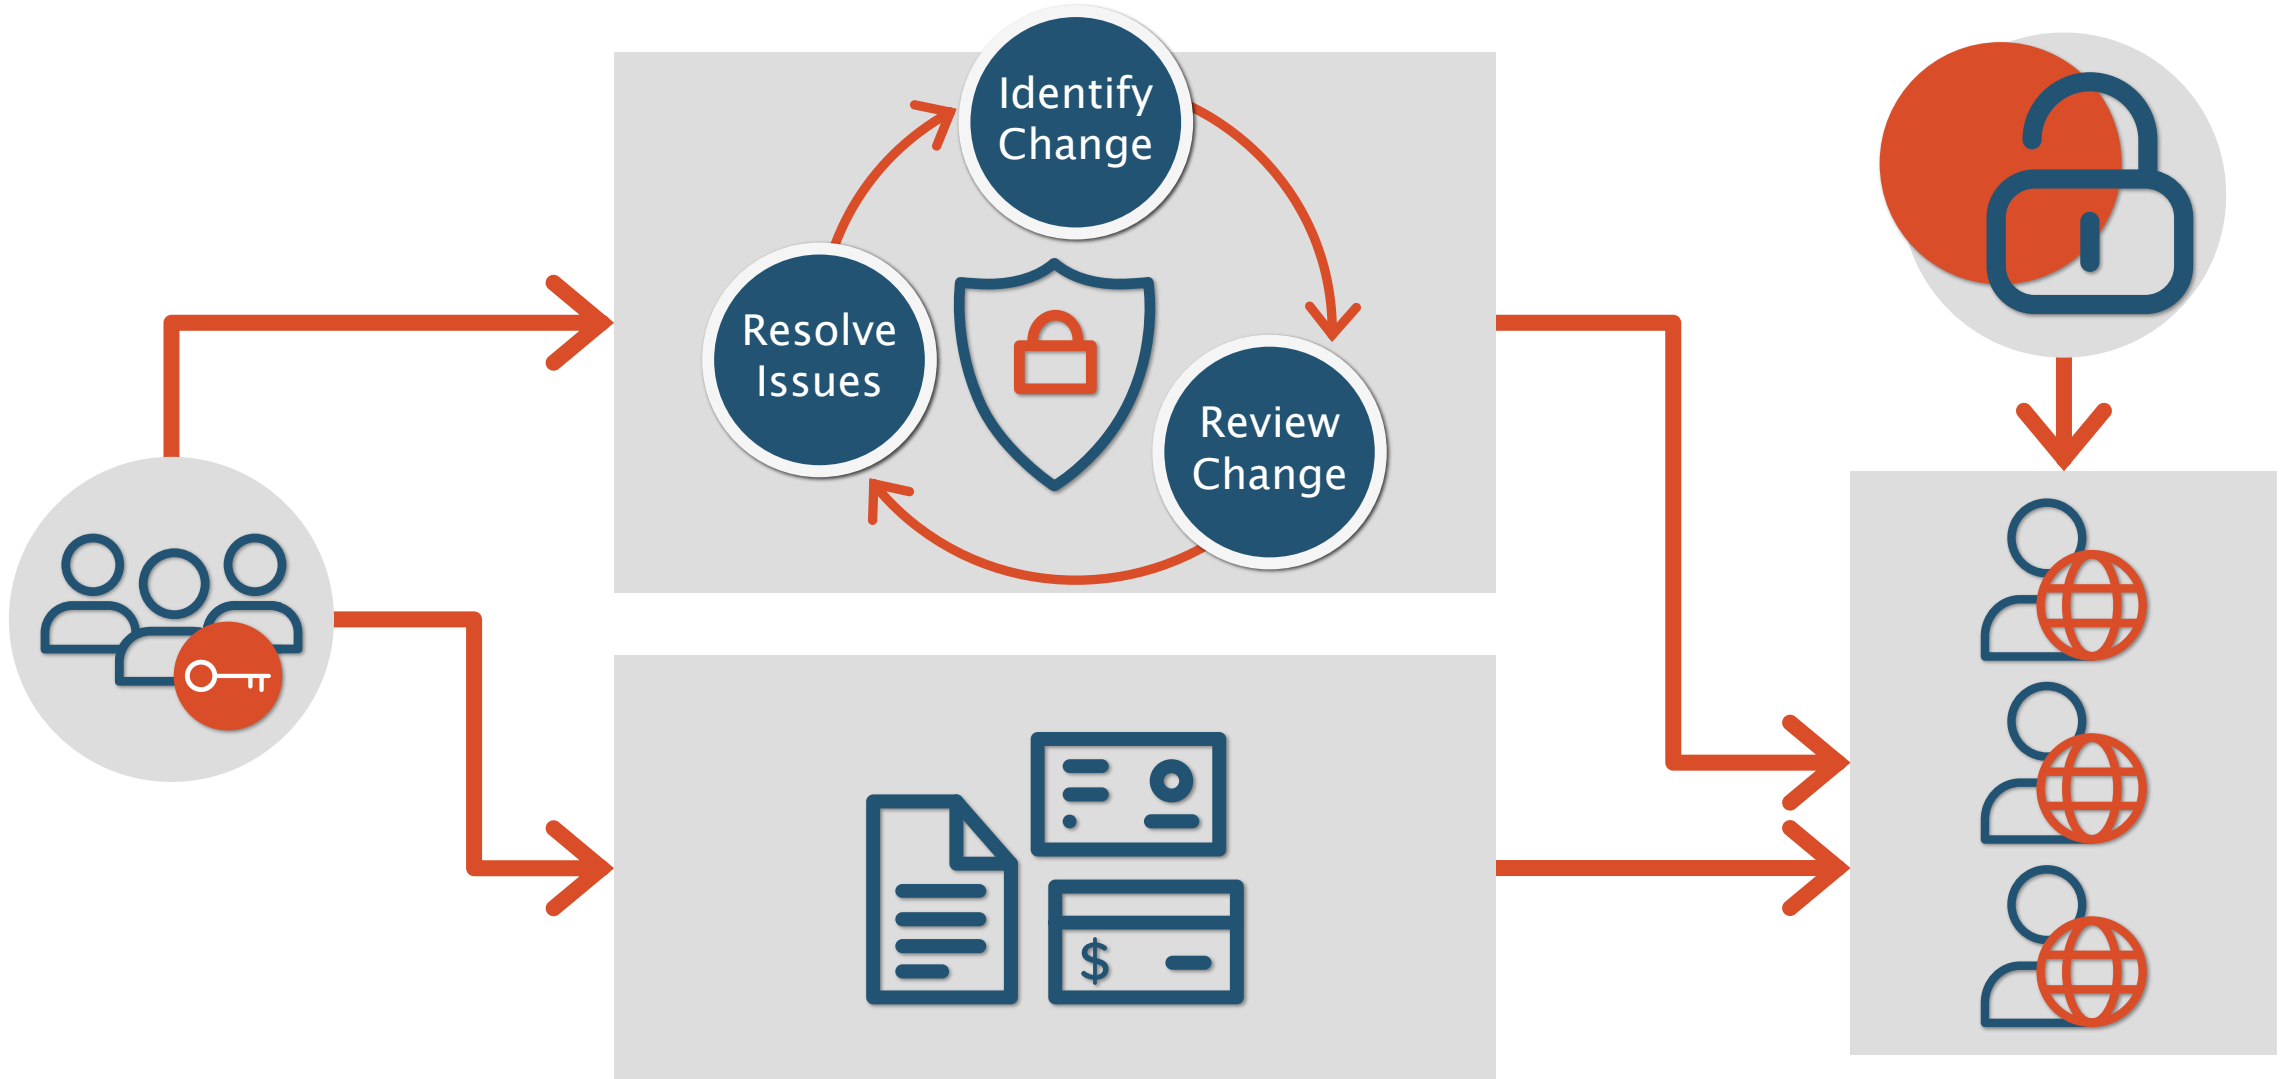 Identify
Change
Resolve
Issues
Review
Change
$